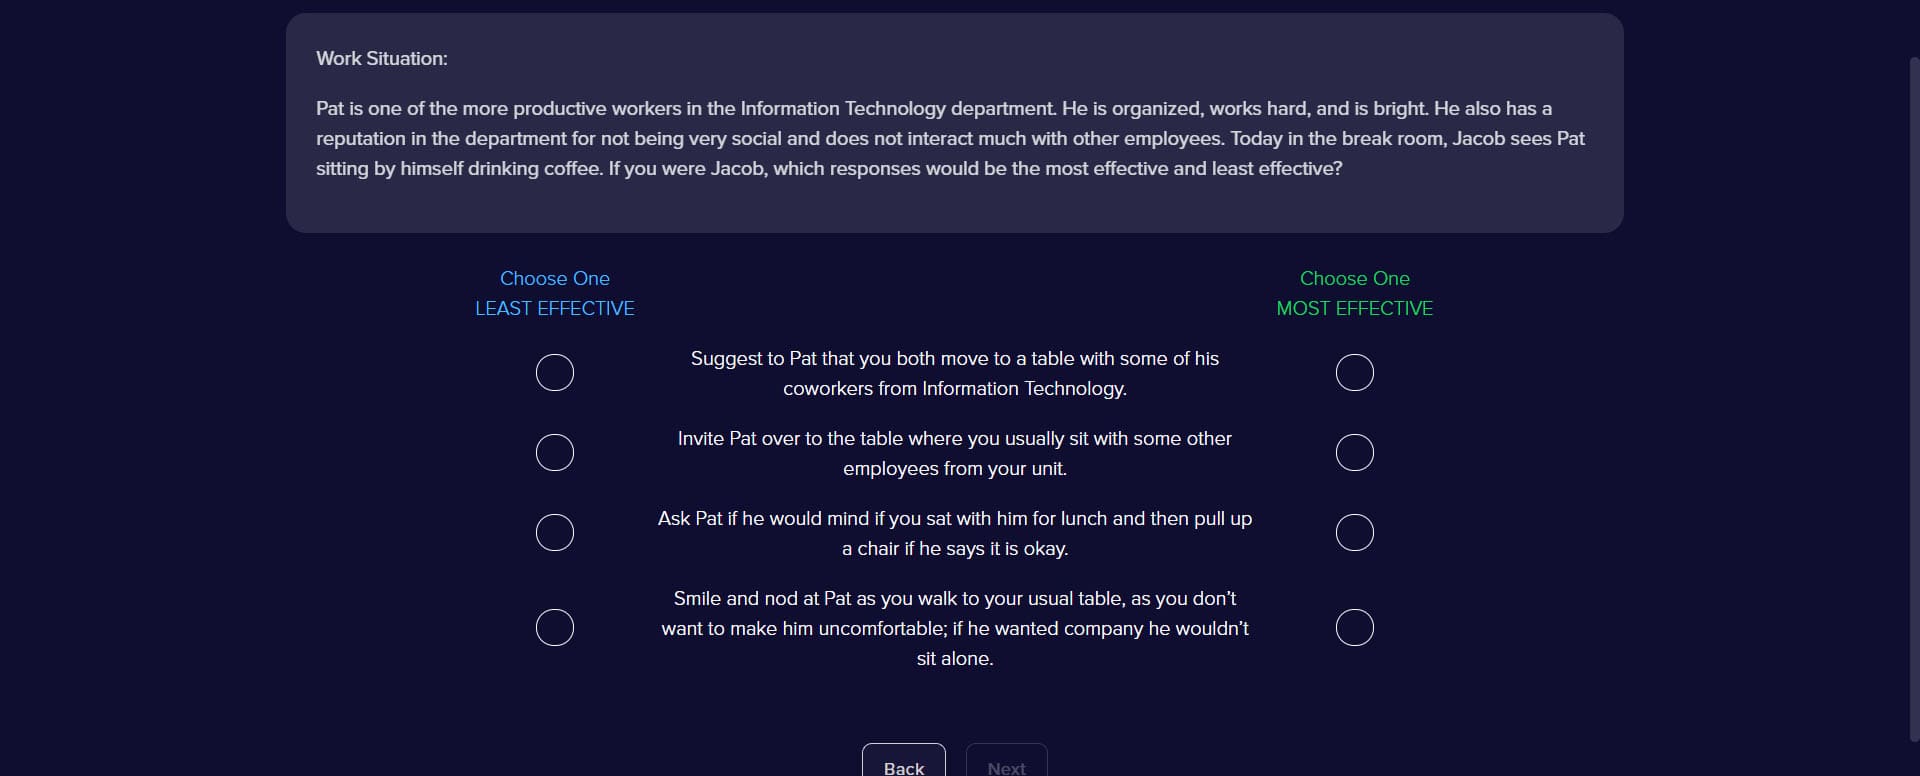 Work Situation:
Pat is one of the more productive workers in the Information Technology department. He is organized, works hard, and is bright. He also has a
reputation in the department for not being very social and does not interact much with other employees. Today in the break room, Jacob sees Pat
sitting by himself drinking coffee. If you were Jacob, which responses would be the most effective and least effective?
Choose One
LEAST EFFECTIVE
Choose One
MOST EFFECTIVE
Suggest to Pat that you both move to a table with some of his
coworkers from Information Technology.
Invite Pat over to the table where you usually sit with some other
employees from your unit.
Ask Pat if he would mind if you sat with him for lunch and then pull up
a chair if he says it is okay.
Smile and nod at Pat as you walk to your usual table, as you don’t
want to make him uncomfortable; if he wanted company he wouldn’t
sit alone.
Back
Next